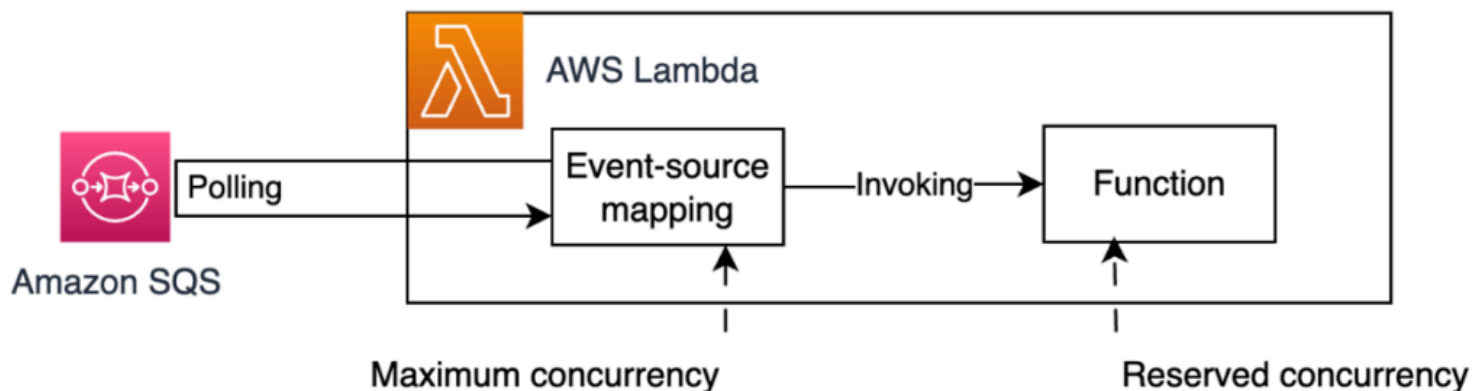 AWS Lambda
Polling
Event-source
mapping
Invoking
Function
Amazon SQS
Maximum concurrency
Reserved concurrency